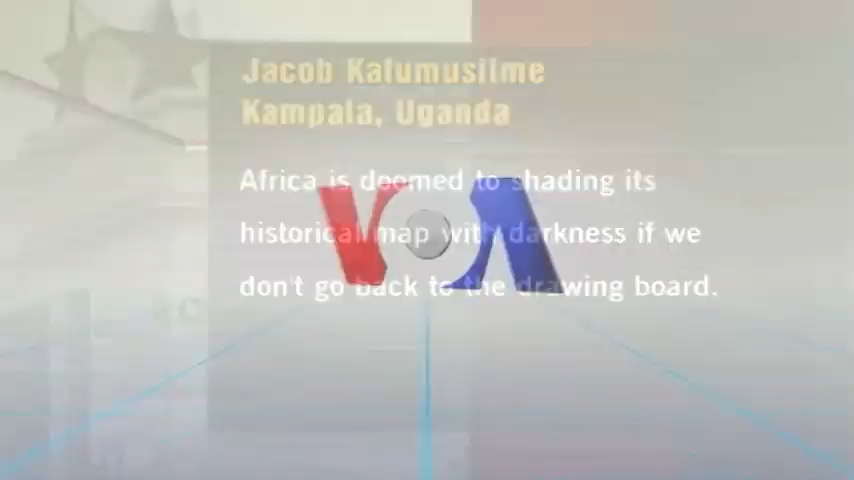 Jacob Katumusiime
Kampala, Uganda
Africa is doomed to shading its
historical map with darkness if we
don't go back to the drawing board.
VOA